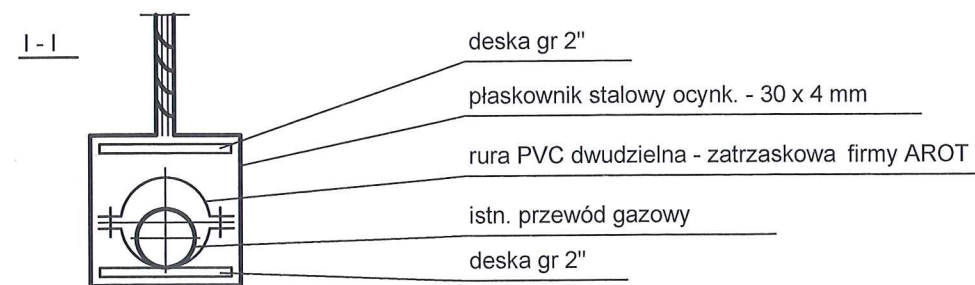 I - I
deska gr 2"
płaskownik stalowy ocynk. - 30 x 4 mm
rura PVC dwudzielna - zatrzaskowa firmy AROT
istn. przewód gazowy
deska gr 2"